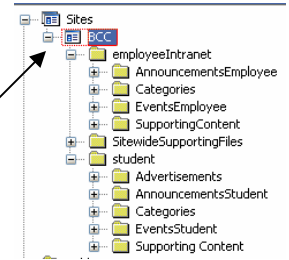 Sites
BCC
employeeIntranet
AnnouncementsEmployee
Categories
EventsEmployee
SupportingContent
SitewideSupportingFiles
student
Advertisements
AnnouncementsStudent
Categories
EventsStudent
Supporting Content